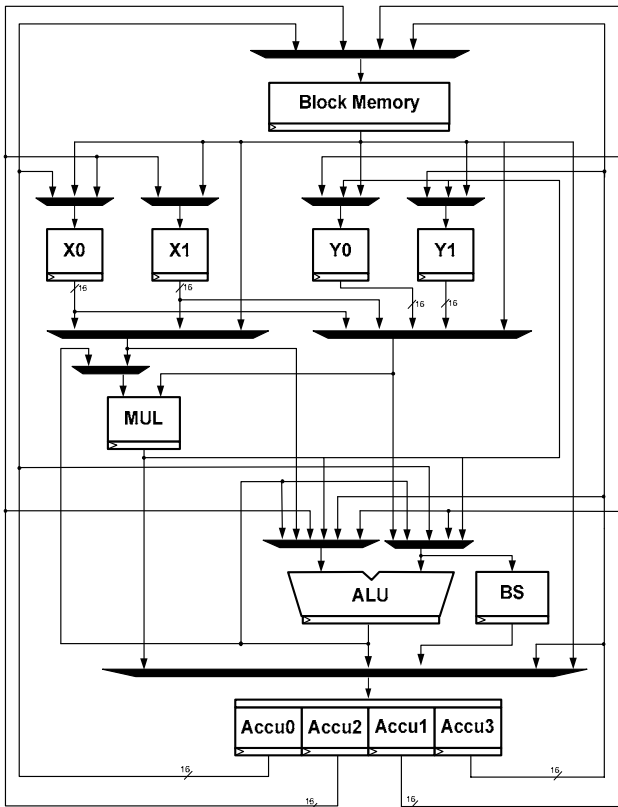 Block Memory
X0 X1 Y0 Y1
16 16 16 16
MUL
ALU BS
Accu0 Accu2 Accu1 Accu3
16 16
16 16